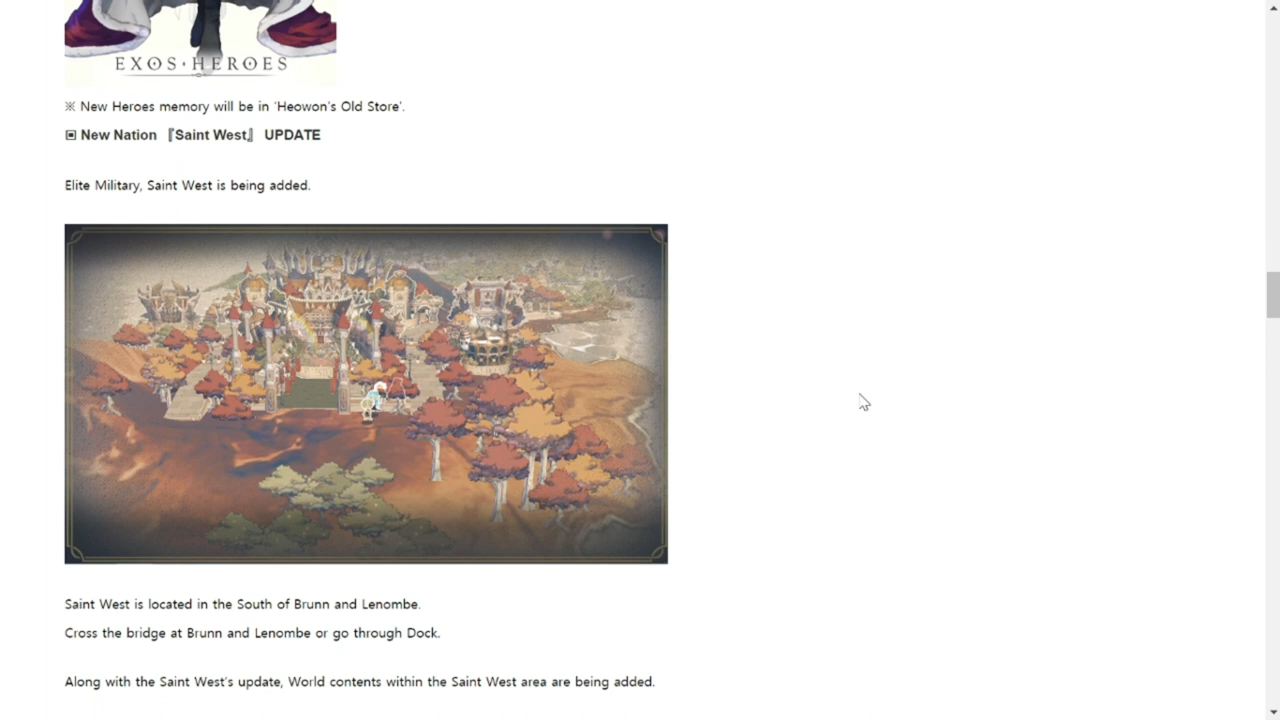 EXOS·HEROES
※ New Heroes memory will be in 'Heowon's Old Store'.
▣ New Nation 『Saint West』 UPDATE
Elite Military, Saint West is being added.
Saint West is located in the South of Brunn and Lenombe.
Cross the bridge at Brunn and Lenombe or go through Dock.
Along with the Saint West's update, World contents within the Saint West area are being added.